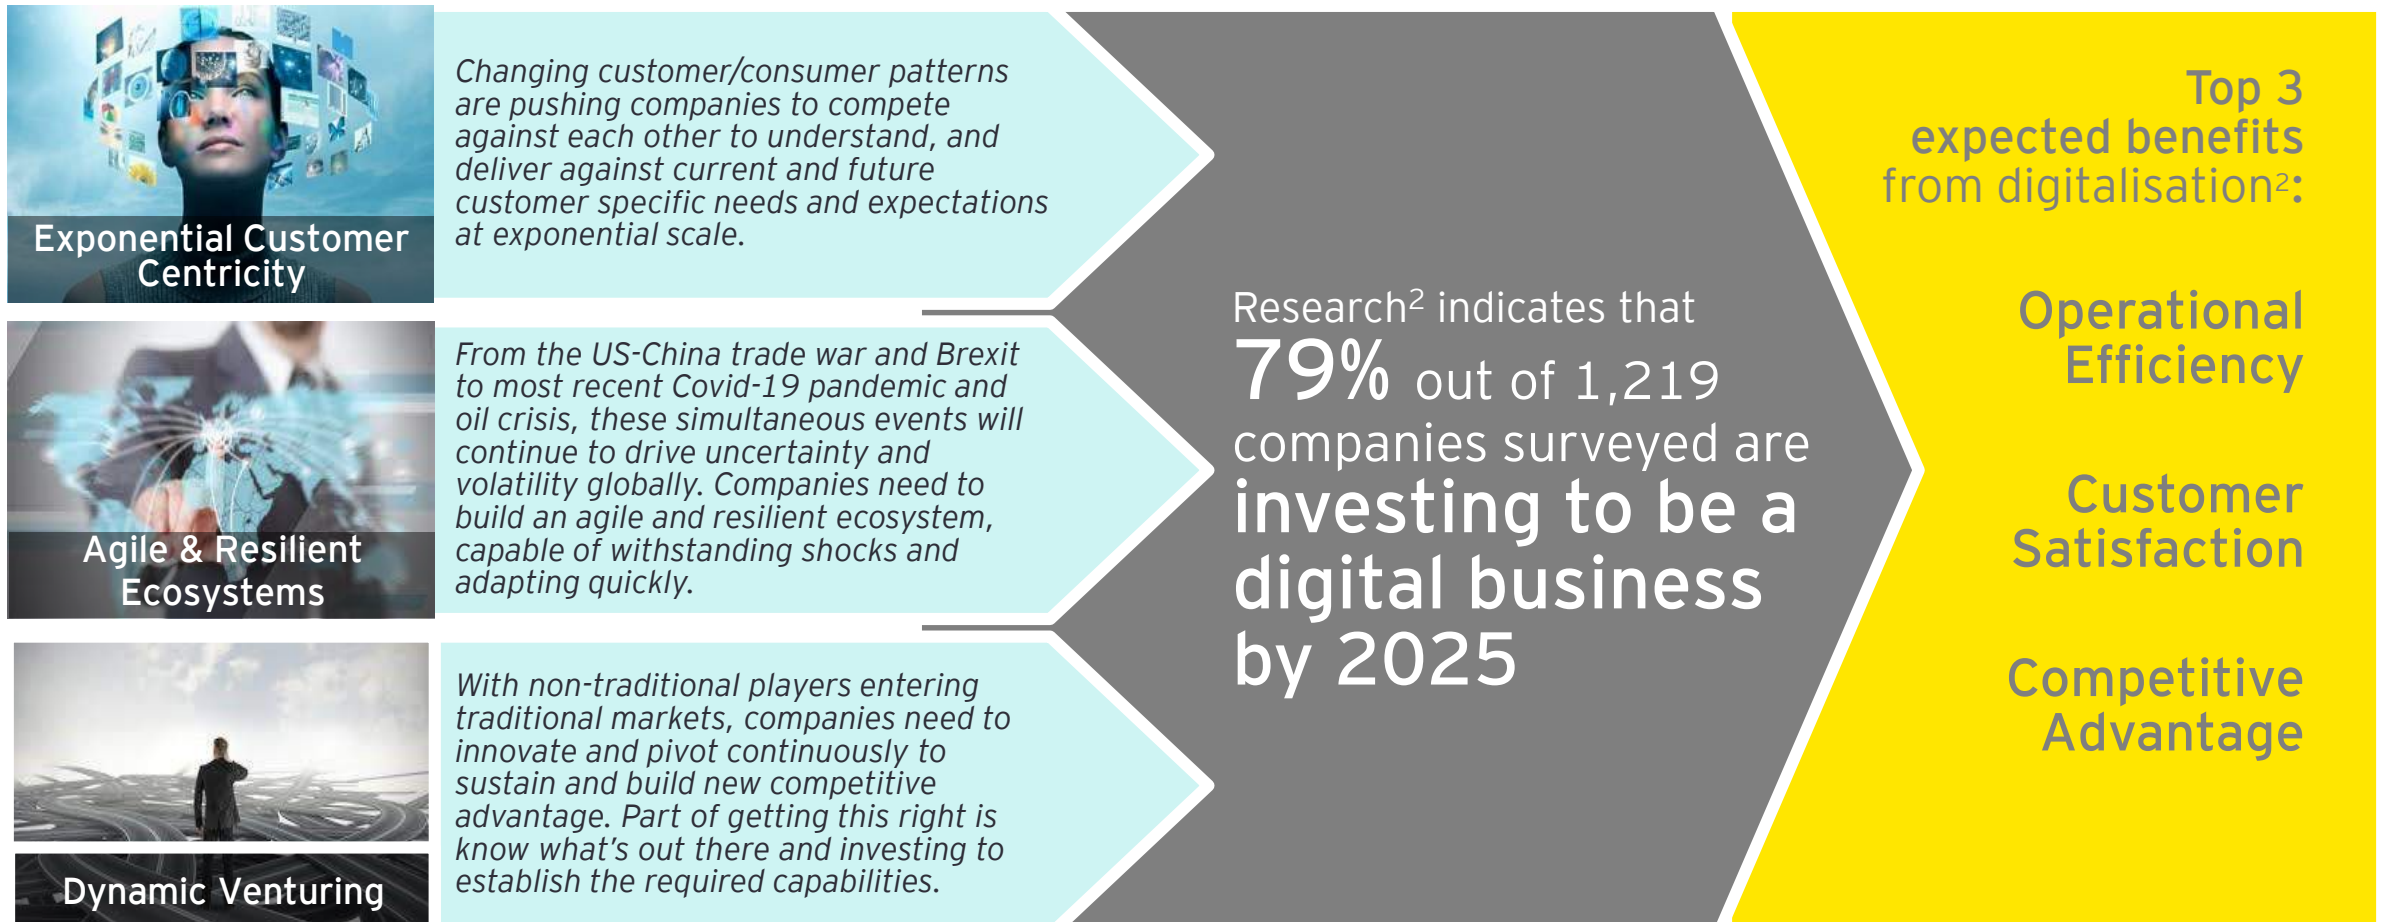 Exponential Customer
Centricity
Changing customer/consumer patterns
are pushing companies to compete
against each other to understand, and
deliver against current and future
customer specific needs and expectations
at exponential scale.
Agile & Resilient
Ecosystems
From the US-China trade war and Brexit
to most recent Covid-19 pandemic and
oil crisis, these simultaneous events will
continue to drive uncertainty and
volatility globally. Companies need to
build an agile and resilient ecosystem,
capable of withstanding shocks and
adapting quickly.
Dynamic Venturing
With non-traditional players entering
traditional markets, companies need to
innovate and pivot continuously to
sustain and build new competitive
advantage. Part of getting this right is
know what's out there and investing to
establish the required capabilities.
Research² indicates that
79% out of 1,219
companies surveyed are
investing to be a
digital business
by 2025
Top 3
expected benefits
from digitalisation²:
Operational
Efficiency
Customer
Satisfaction
Competitive
Advantage